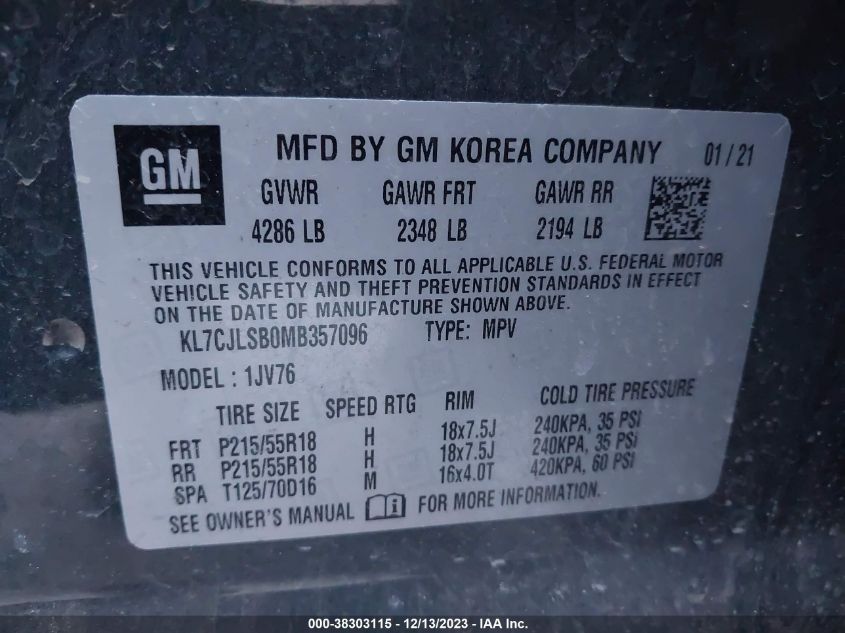 GM
MFD BY GM KOREA COMPANY 01/21
GVWR GAWR FRT GAWR RR
4286 LB 2348 LB 2194 LB
THIS VEHICLE CONFORMS TO ALL APPLICABLE U.S. FEDERAL MOTOR
VEHICLE SAFETY AND THEFT PREVENTION STANDARDS IN EFFECT
ON THE DATE OF MANUFACTURE SHOWN ABOVE.
KL7CJLSB0MB357096 TYPE: MPV
MODEL : 1JV76
TIRE SIZE SPEED RTG RIM COLD TIRE PRESSURE
FRT P215/55R18 H 18x7.5J 240KPA, 35 PSI
RR P215/55R18 H 18x7.5J 240KPA, 35 PSI
SPA T125/70D16 M 16x4.0T 420KPA, 60 PSI
SEE OWNER'S MANUAL i FOR MORE INFORMATION.
000-38303115 - 12/13/2023 - IAA Inc.